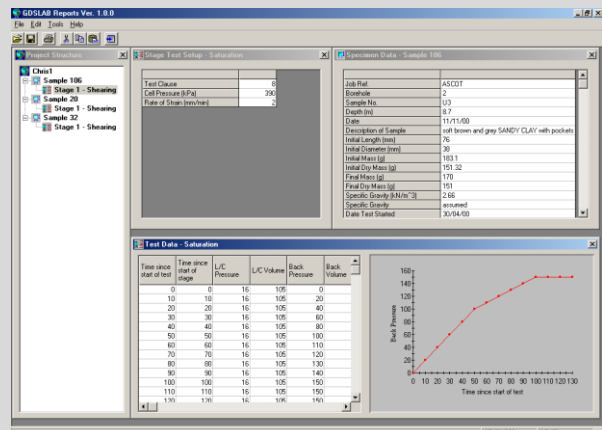 GDSLAB Reports Ver. 1.0.0
File Edit Tools Help
Project Structure
Chris1
Sample 186
Stage 1 - Shearing
Sample 20
Stage 1 - Shearing
Sample 32
Stage 1 - Shearing
Stage Test Setup - Saturation
Test Clause 8
Cell Pressure (kPa) 390
Rate of Strain (mm/min) 2
Specimen Data - Sample 186
Job Ref. ASCOT
Borehole 2
Sample No. U3
Depth (m) 8.7
Date 11/11/00
Description of Sample soft brown and grey SANDY CLAY with pockets
Initial Length (mm) 76
Initial Diameter (mm) 38
Initial Mass (g) 183.1
Initial Dry Mass (g) 151.32
Final Mass (g) 170
Final Dry Mass (g) 151
Specific Gravity (kN/m^3) 2.66
Specific Gravity assumed
Date Test Started 30/04/00
Test Data - Saturation
Time since start of test Time since start of stage L/C Pressure L/C Volume Back Pressure Back Volume
0 0 16 105 0
10 10 16 105 20
20 20 16 105 40
30 30 16 105 60
40 40 16 105 80
50 50 16 105 100
60 60 16 105 110
70 70 16 105 120
80 80 16 105 130
90 90 16 105 140
100 100 16 105 150
110 110 16 105 150
120 120 16 105 150
160
140
120
100
80
60
40
20
0
Back Pressure
0 10 20 30 40 50 60 70 80 90 100 110 120 130
Time since start of test